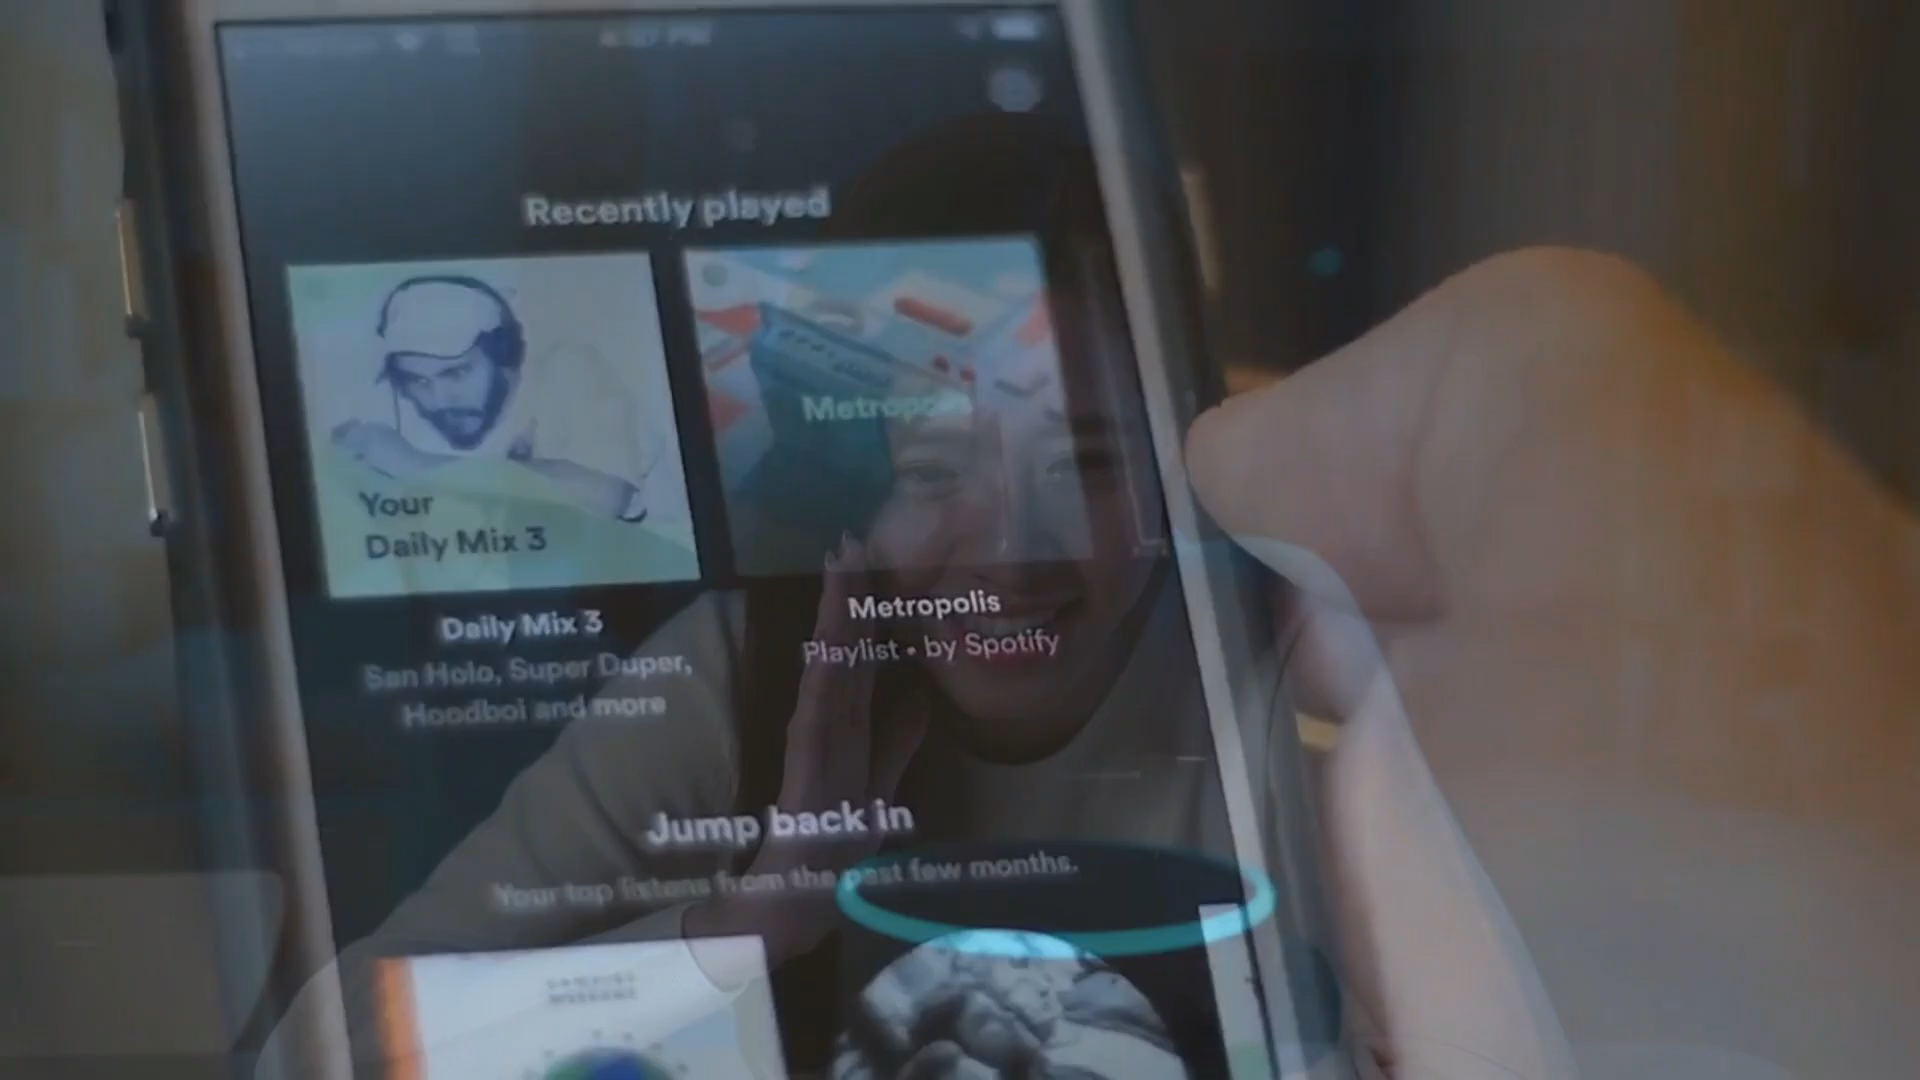 Recently played
Your
Daily Mix 3
Metropolis
Daily Mix 3
San Holo, Super Duper,
Hoodboi and more
Metropolis
Playlist • by Spotify
Jump back in
Your top listens from the past few months.